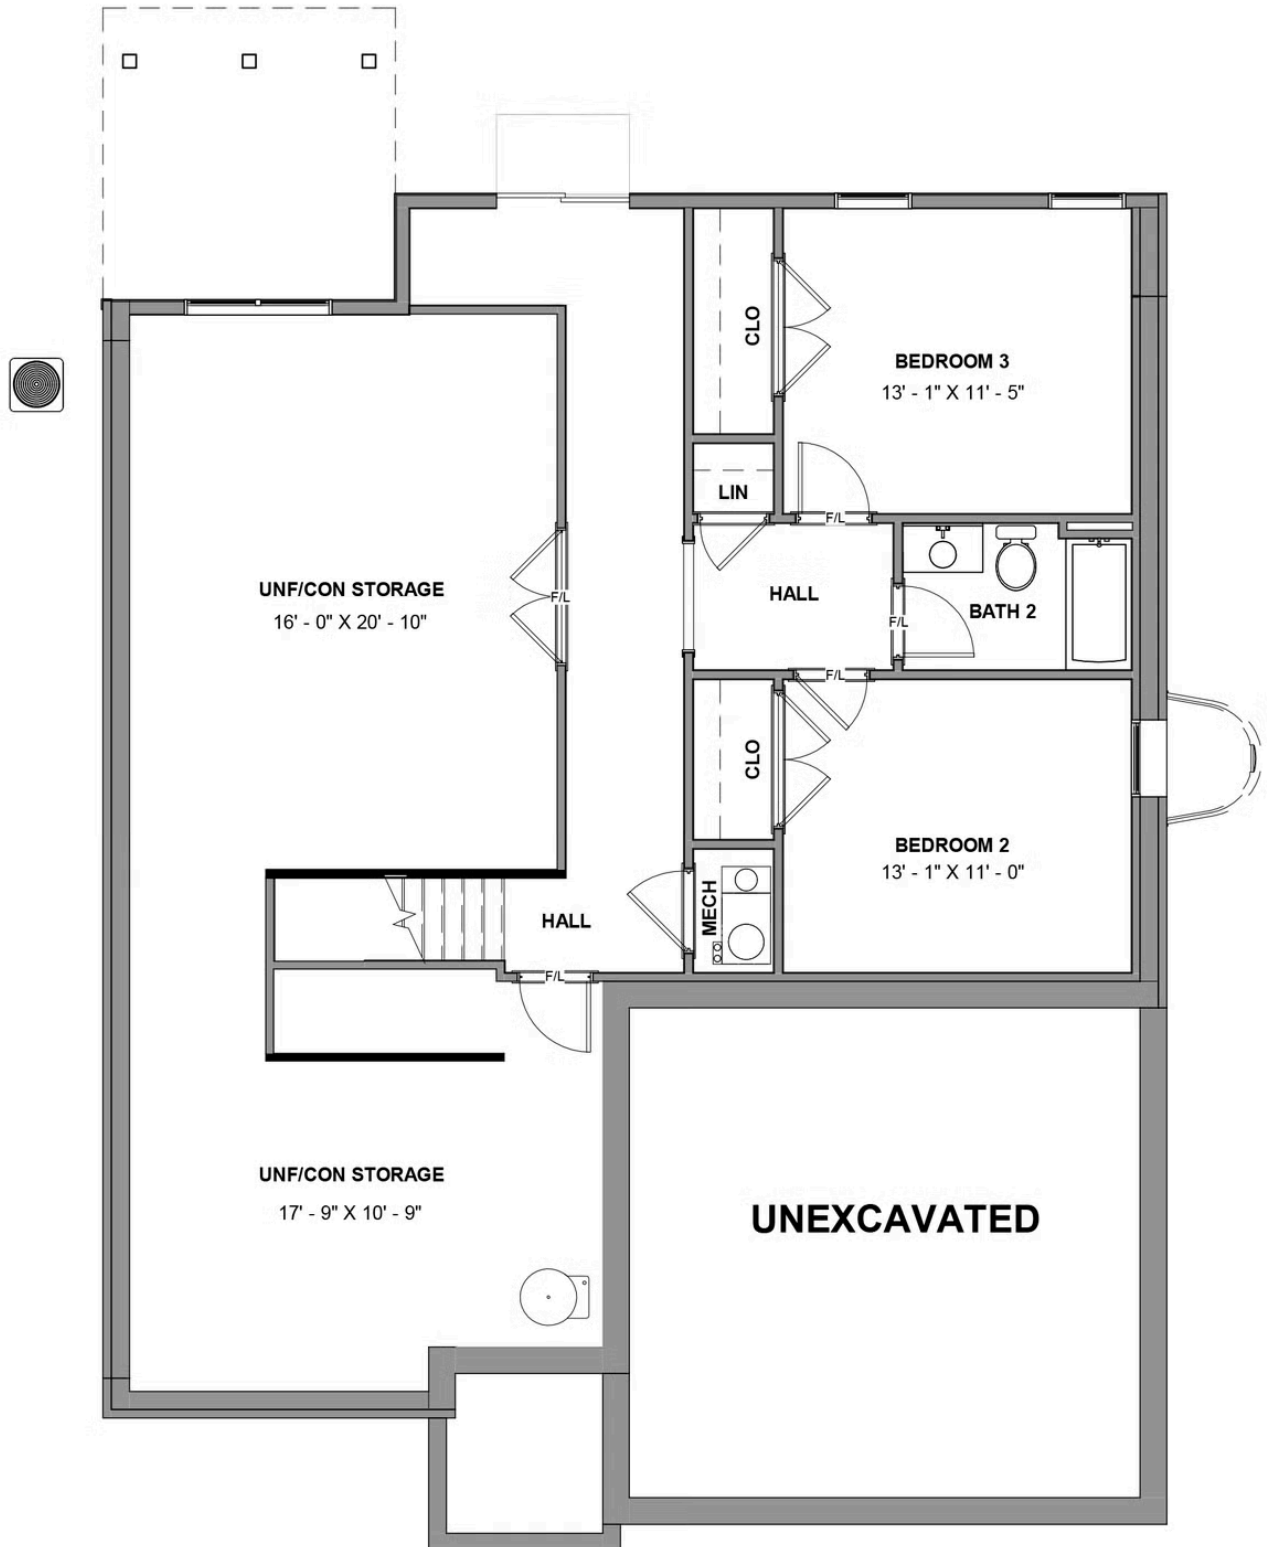 CLO
BEDROOM 3
13' - 1" X 11' - 5"
LIN
F/L
UNF/CON STORAGE
16' - 0" X 20' - 10"
F/L
HALL
F/L
BATH 2
F/L
CLO
BEDROOM 2
13' - 1" X 11' - 0"
HALL
MECH
F/L
UNF/CON STORAGE
17' - 9" X 10' - 9"
UNEXCAVATED